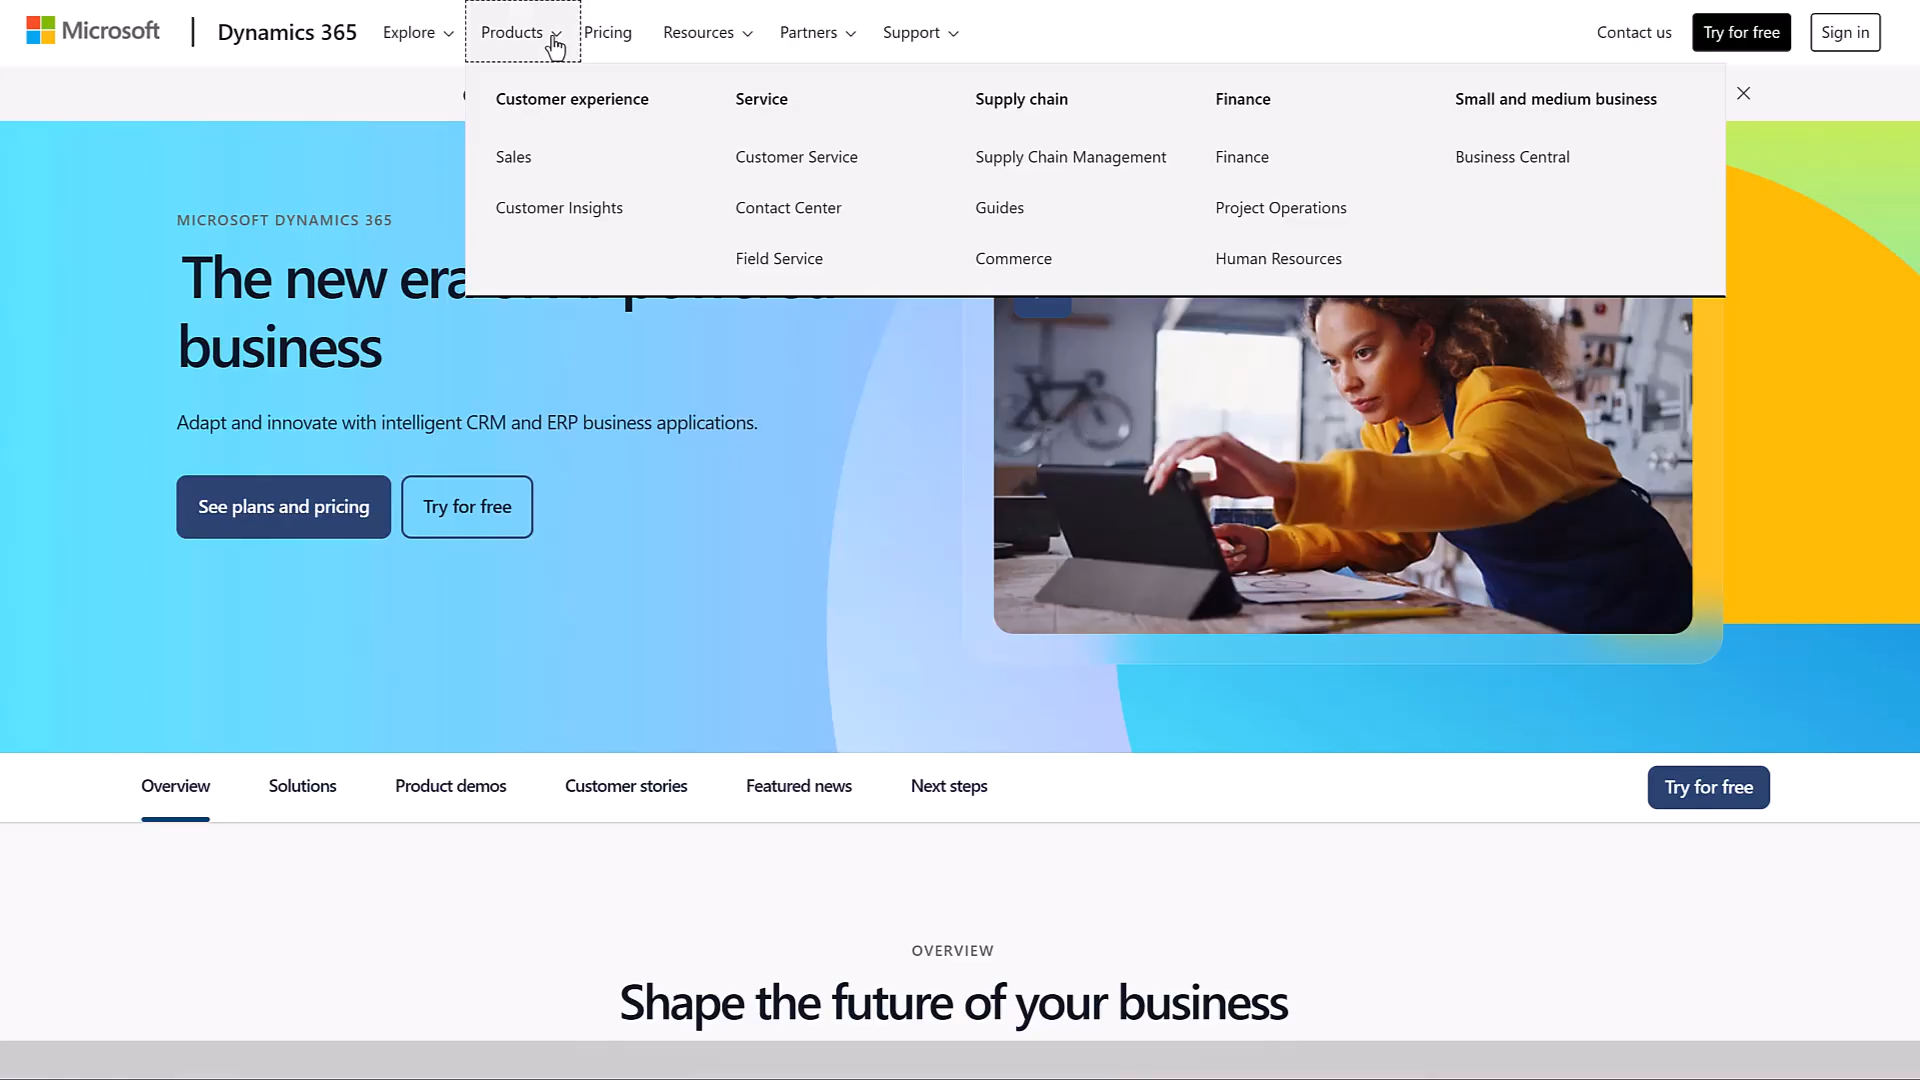 Microsoft
Dynamics 365
Explore
Products
Pricing
Resources
Partners
Support
Contact us
Try for free
Sign in
Customer experience
Sales
Customer Insights
Service
Customer Service
Contact Center
Field Service
Supply chain
Supply Chain Management
Guides
Commerce
Finance
Finance
Project Operations
Human Resources
Small and medium business
Business Central
MICROSOFT DYNAMICS 365
The new era
business
Adapt and innovate with intelligent CRM and ERP business applications.
See plans and pricing
Try for free
Overview
Solutions
Product demos
Customer stories
Featured news
Next steps
Try for free
OVERVIEW
Shape the future of your business